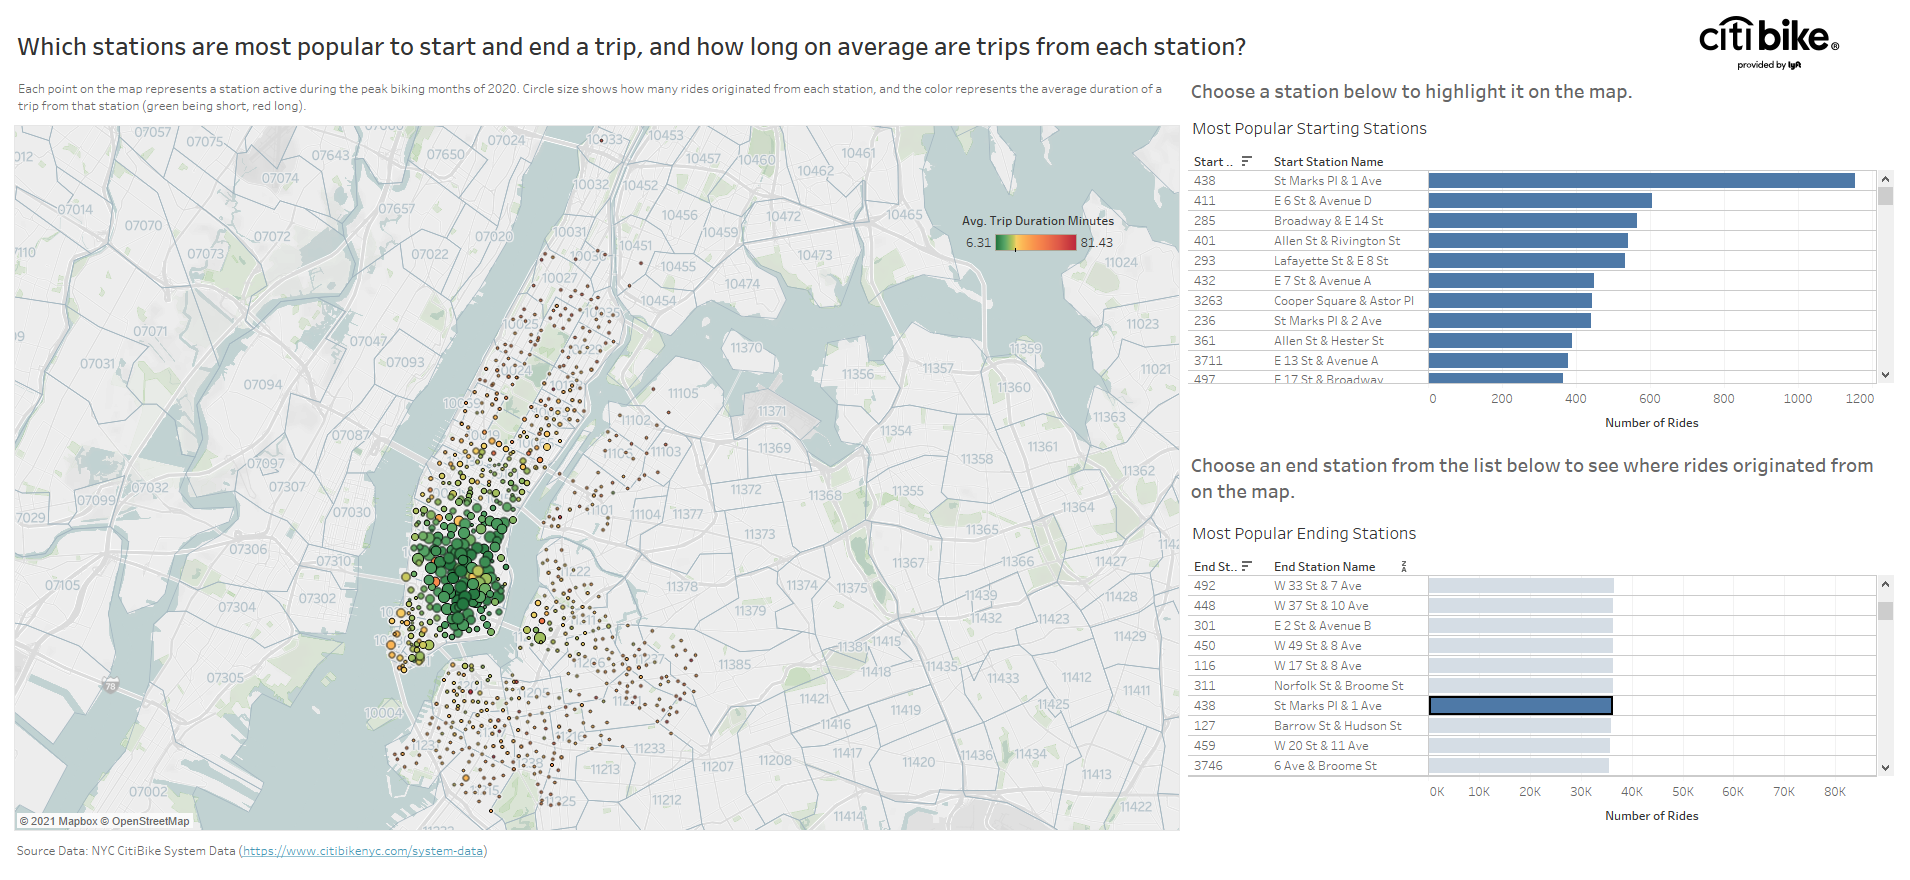 Which stations are most popular to start and end a trip, and how long on average are trips from each station?
citi bike®
provided by lyft
Each point on the map represents a station active during the peak biking months of 2020. Circle size shows how many rides originated from each station, and the color represents the average duration of a
trip from that station (green being short, red long).
Choose a station below to highlight it on the map.
Most Popular Starting Stations
Start .. Start Station Name
438 St Marks Pl & 1 Ave
411 E 6 St & Avenue D
285 Broadway & E 14 St
401 Allen St & Rivington St
293 Lafayette St & E 8 St
432 E 7 St & Avenue A
3263 Cooper Square & Astor Pl
236 St Marks Pl & 2 Ave
361 Allen St & Hester St
3711 E 13 St & Avenue A
497 E 17 St & Broadway
0 200 400 600 800 1000 1200
Number of Rides
Choose an end station from the list below to see where rides originated from
on the map.
Most Popular Ending Stations
End St.. End Station Name
492 W 33 St & 7 Ave
448 W 37 St & 10 Ave
301 E 2 St & Avenue B
450 W 49 St & 8 Ave
116 W 17 St & 8 Ave
311 Norfolk St & Broome St
438 St Marks Pl & 1 Ave
127 Barrow St & Hudson St
459 W 20 St & 11 Ave
3746 6 Ave & Broome St
0K 10K 20K 30K 40K 50K 60K 70K 80K
Number of Rides
Avg. Trip Duration Minutes
6.31 81.43
07057
07075
07643
07024
07650
10033
10453
10457
10460
10461
10462
07074
10032
10452
07014
07070
07657
07072
07020
10031
10456
10472
10465
10459
07073
10451
10455
10473
11024
10027
10474
10454
07071
07047
11023
07031
07093
11370
11359
11357
11021
11356
11360
07094
11105
11371
11363
11102
11354
07087
11103
11369
11361
11358
11362
07097
07032
07307
11372
11368
11355
11364
07099
07029
07030
11104
11377
11373
11365
07306
07310
11366
11427
07105
11378
11374
11375
11423
07304
07302
11379
11439
11428
11432
11429
11415
11385
11435
11418
11433
11412
07305
11421
11411
11419
11425
10004
11416
11233
11417
11436
11434
11420
11207
11208
11213
11413
07002
11212
11422
11225
11414
78
© 2021 Mapbox © OpenStreetMap
Source Data: NYC CitiBike System Data (https://www.citibikenyc.com/system-data)